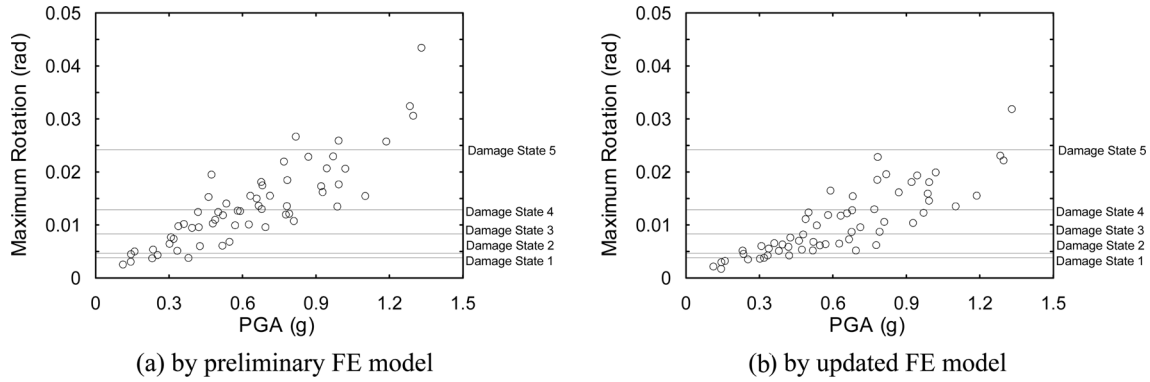 0.05
0.04
0.03
0.02
0.01
0
Maximum Rotation (rad)
Damage State 5
Damage State 4
Damage State 3
Damage State 2
Damage State 1
0 0.3 0.6 0.9 1.2 1.5
PGA (g)
(a) by preliminary FE model
0.05
0.04
0.03
0.02
0.01
0
Maximum Rotation (rad)
Damage State 5
Damage State 4
Damage State 3
Damage State 2
Damage State 1
0 0.3 0.6 0.9 1.2 1.5
PGA (g)
(b) by updated FE model